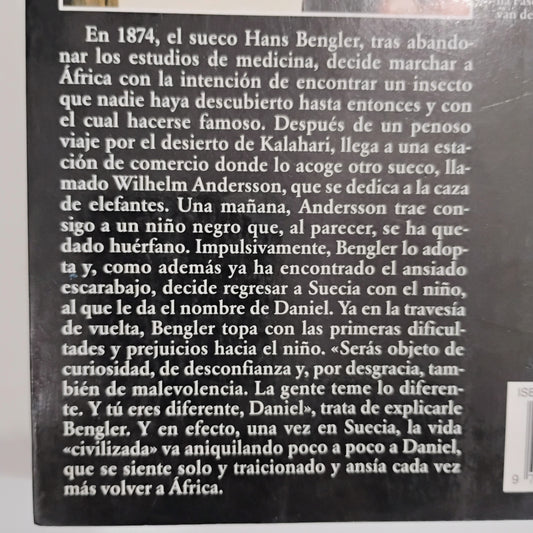 van de
En 1874, el sueco Hans Bengler, tras abando-
nar los estudios de medicina, decide marchar a
África con la intención de encontrar un insecto
que nadie haya descubierto hasta entonces y con
el cual hacerse famoso. Después de un penoso
viaje por el desierto de Kalahari, llega a una esta-
ción de comercio donde lo acoge otro sueco, lla-
mado Wilhelm Andersson, que se dedica a la caza
de elefantes. Una mañana, Andersson trae con-
sigo a un niño negro que, al parecer, se ha que-
dado huérfano. Impulsivamente, Bengler lo adop-
ta y, como además ya ha encontrado el ansiado
escarabajo, decide regresar a Suecia con el niño,
al que le da el nombre de Daniel. Ya en la travesía
de vuelta, Bengler topa con las primeras dificul-
tades y prejuicios hacia el niño. «Serás objeto de
curiosidad, de desconfianza y, por desgracia, tam-
bién de malevolencia. La gente teme lo diferen-
te. Y tú eres diferente, Daniel», trata de explicarle
Bengler. Y en efecto, una vez en Suecia, la vida
«civilizada» va aniquilando poco a poco a Daniel,
que se siente solo y traicionado y ansía cada vez
más volver a África.
ISB
9